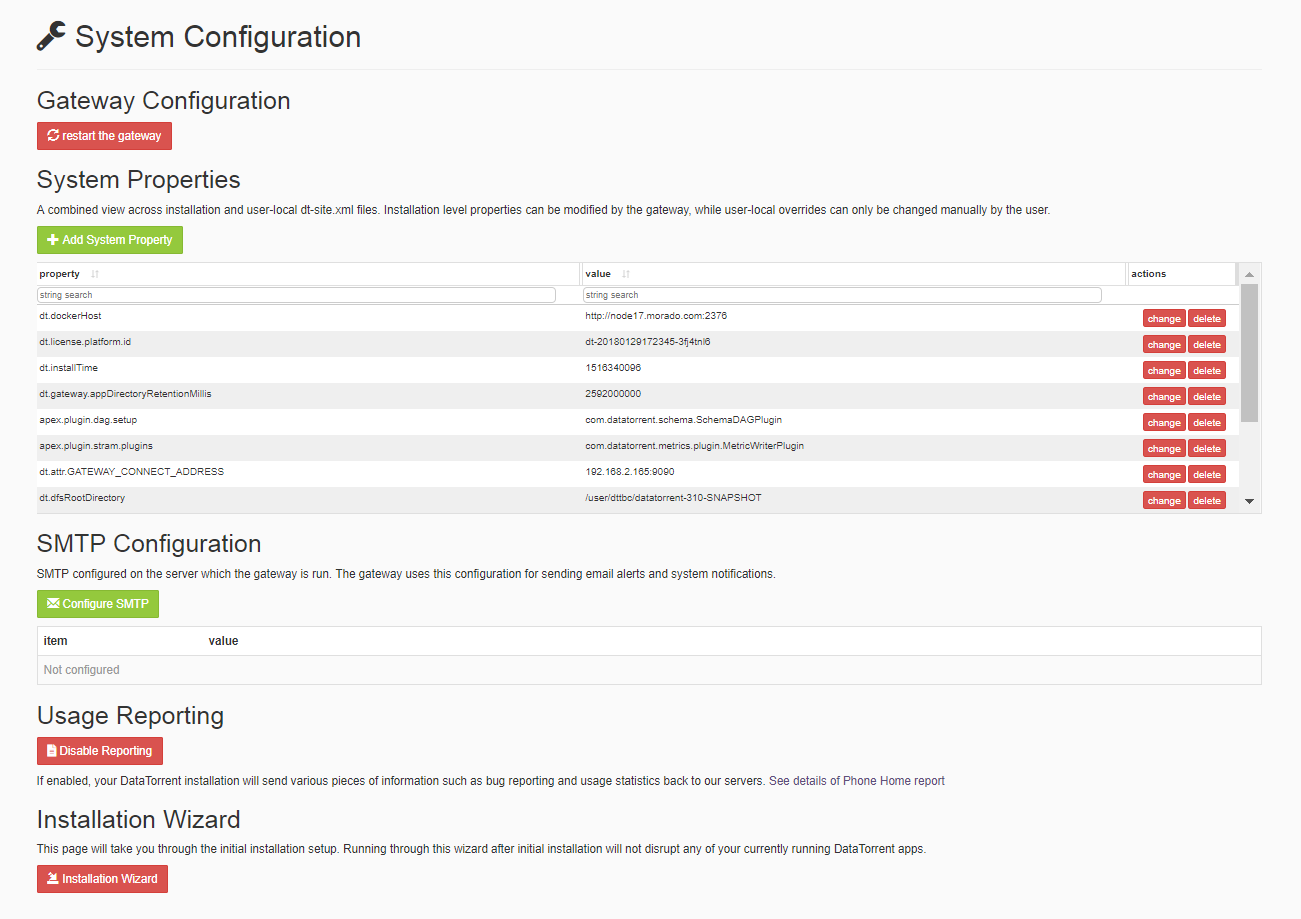 System Configuration
Gateway Configuration
restart the gateway
System Properties
A combined view across installation and user-local dt-site.xml files. Installation level properties can be modified by the gateway, while user-local overrides can only be changed manually by the user.
Add System Property
property value actions
string search string search
dt.dockerHost http://node17.morado.com:2376 change delete
dt.license.platform.id dt-20180129172345-3fj4tnl6 change delete
dt.installTime 1516340096 change delete
dt.gateway.appDirectoryRetentionMillis 2592000000 change delete
apex.plugin.dag.setup com.datatorrent.schema.SchemaDAGPlugin change delete
apex.plugin.stram.plugins com.datatorrent.metrics.plugin.MetricWriterPlugin change delete
dt.attr.GATEWAY_CONNECT_ADDRESS 192.168.2.165:9090 change delete
dt.dfsRootDirectory /user/dttbc/datatorrent-310-SNAPSHOT change delete
SMTP Configuration
SMTP configured on the server which the gateway is run. The gateway uses this configuration for sending email alerts and system notifications.
Configure SMTP
item value
Not configured
Usage Reporting
Disable Reporting
If enabled, your DataTorrent installation will send various pieces of information such as bug reporting and usage statistics back to our servers. See details of Phone Home report
Installation Wizard
This page will take you through the initial installation setup. Running through this wizard after initial installation will not disrupt any of your currently running DataTorrent apps.
Installation Wizard